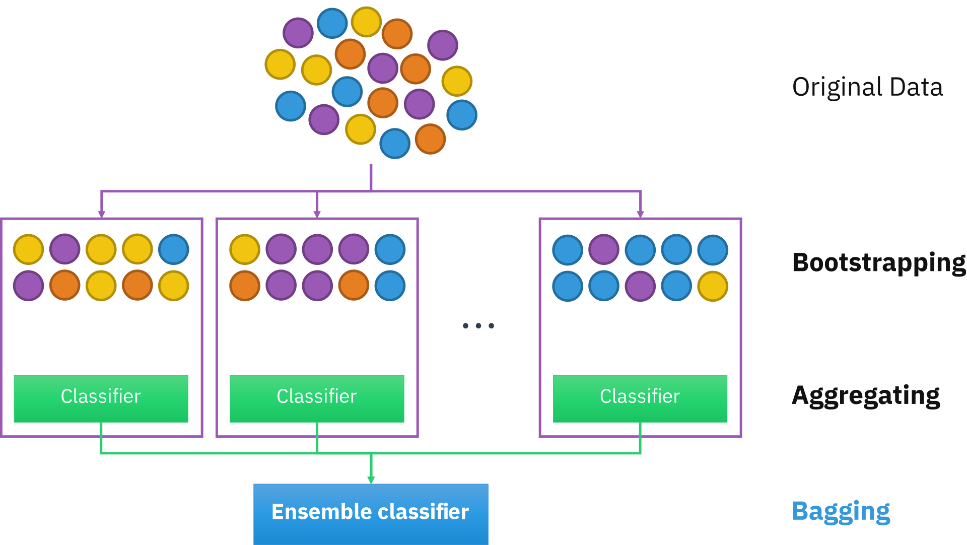 Original Data
Bootstrapping
...
Classifier
Classifier
Classifier
Aggregating
Ensemble classifier
Bagging